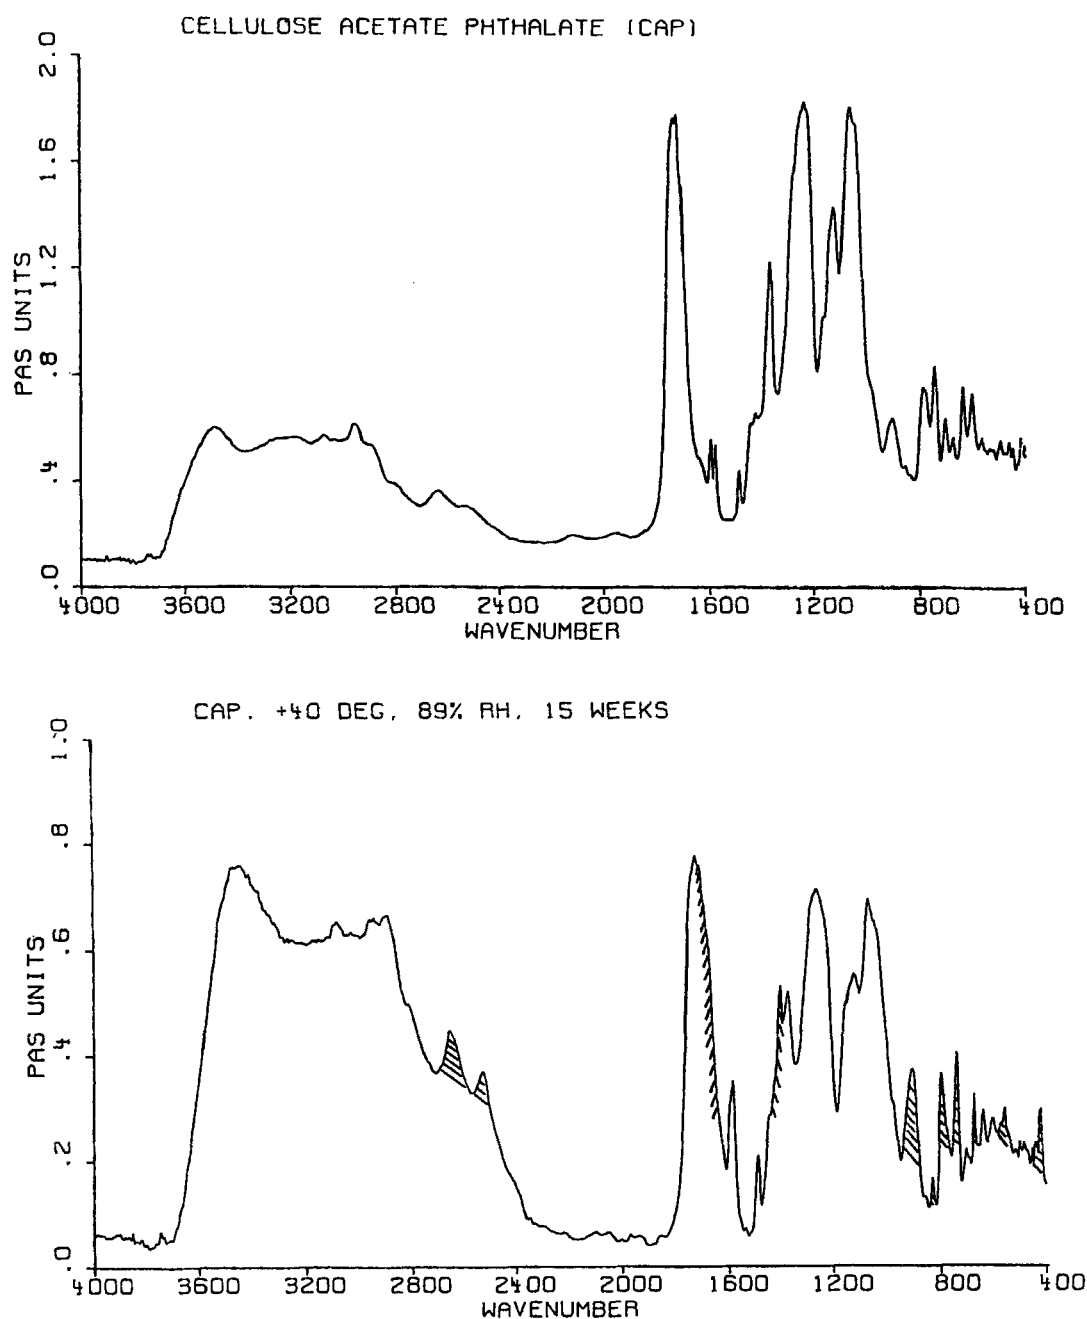 CELLULOSE ACETATE PHTHALATE (CAP)
2.0
1.6
1.2
.8
.4
.0
PAS UNITS
4000 3600 3200 2800 2400 2000 1600 1200 800 400
WAVENUMBER
CAP. +40 DEG, 89% RH, 15 WEEKS
1.0
.8
.6
.4
.2
.0
PAS UNITS
4000 3600 3200 2800 2400 2000 1600 1200 800 400
WAVENUMBER